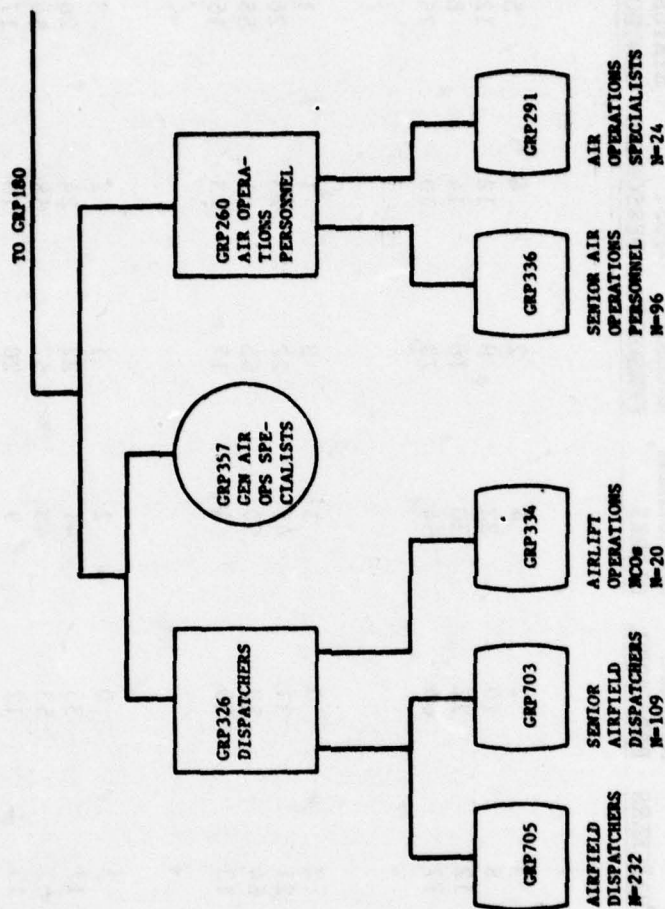 TO GRP180
GRP326
DISPATCHERS
GRP357
GEN AIR
OPS SPE-
CIALISTS
GRP260
AIR OPERA-
TIONS
PERSONNEL
GRP705
GRP703
GRP334
GRP336
GRP291
AIRFIELD
DISPATCHERS
N=232
SENIOR
AIRFIELD
DISPATCHERS
N=109
AIRLIFT
OPERATIONS
NCOs
N=20
SENIOR AIR
OPERATIONS
PERSONNEL
N=96
AIR
OPERATIONS
SPECIALISTS
N=24